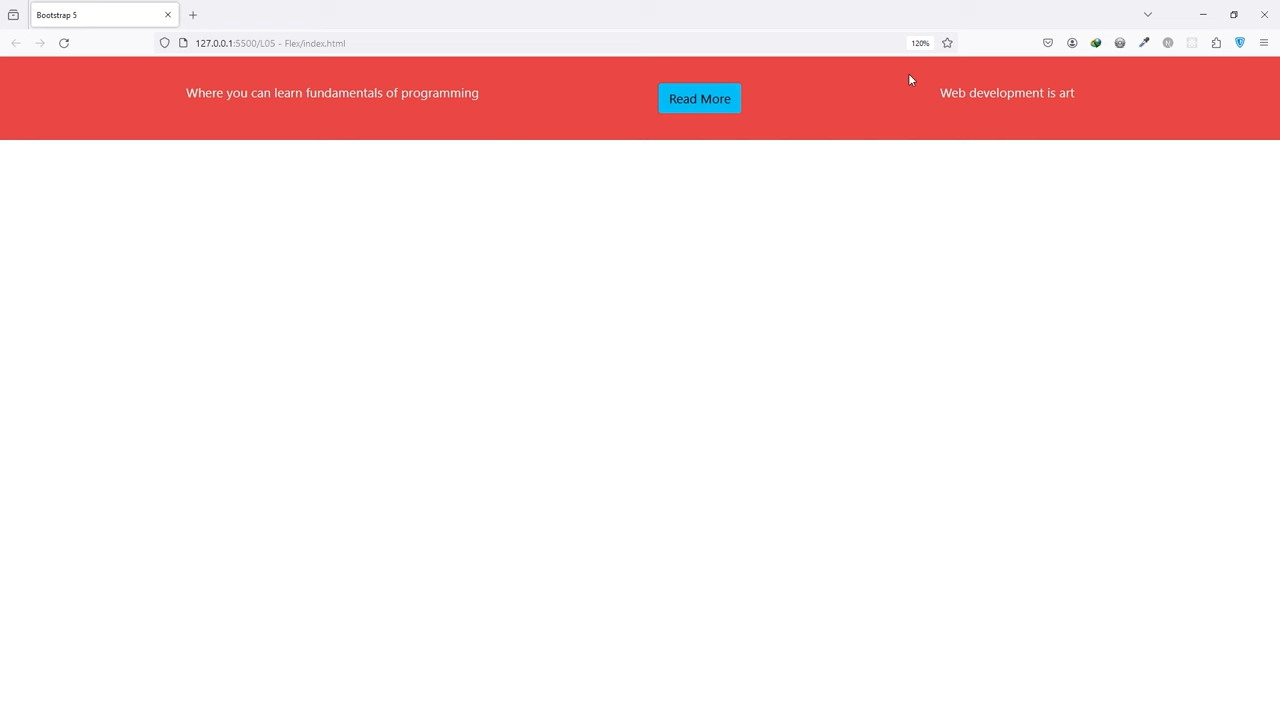 Bootstrap 5
127.0.0.1:5500/L05 - Flex/index.html
120%
Where you can learn fundamentals of programming
Read More
Web development is art